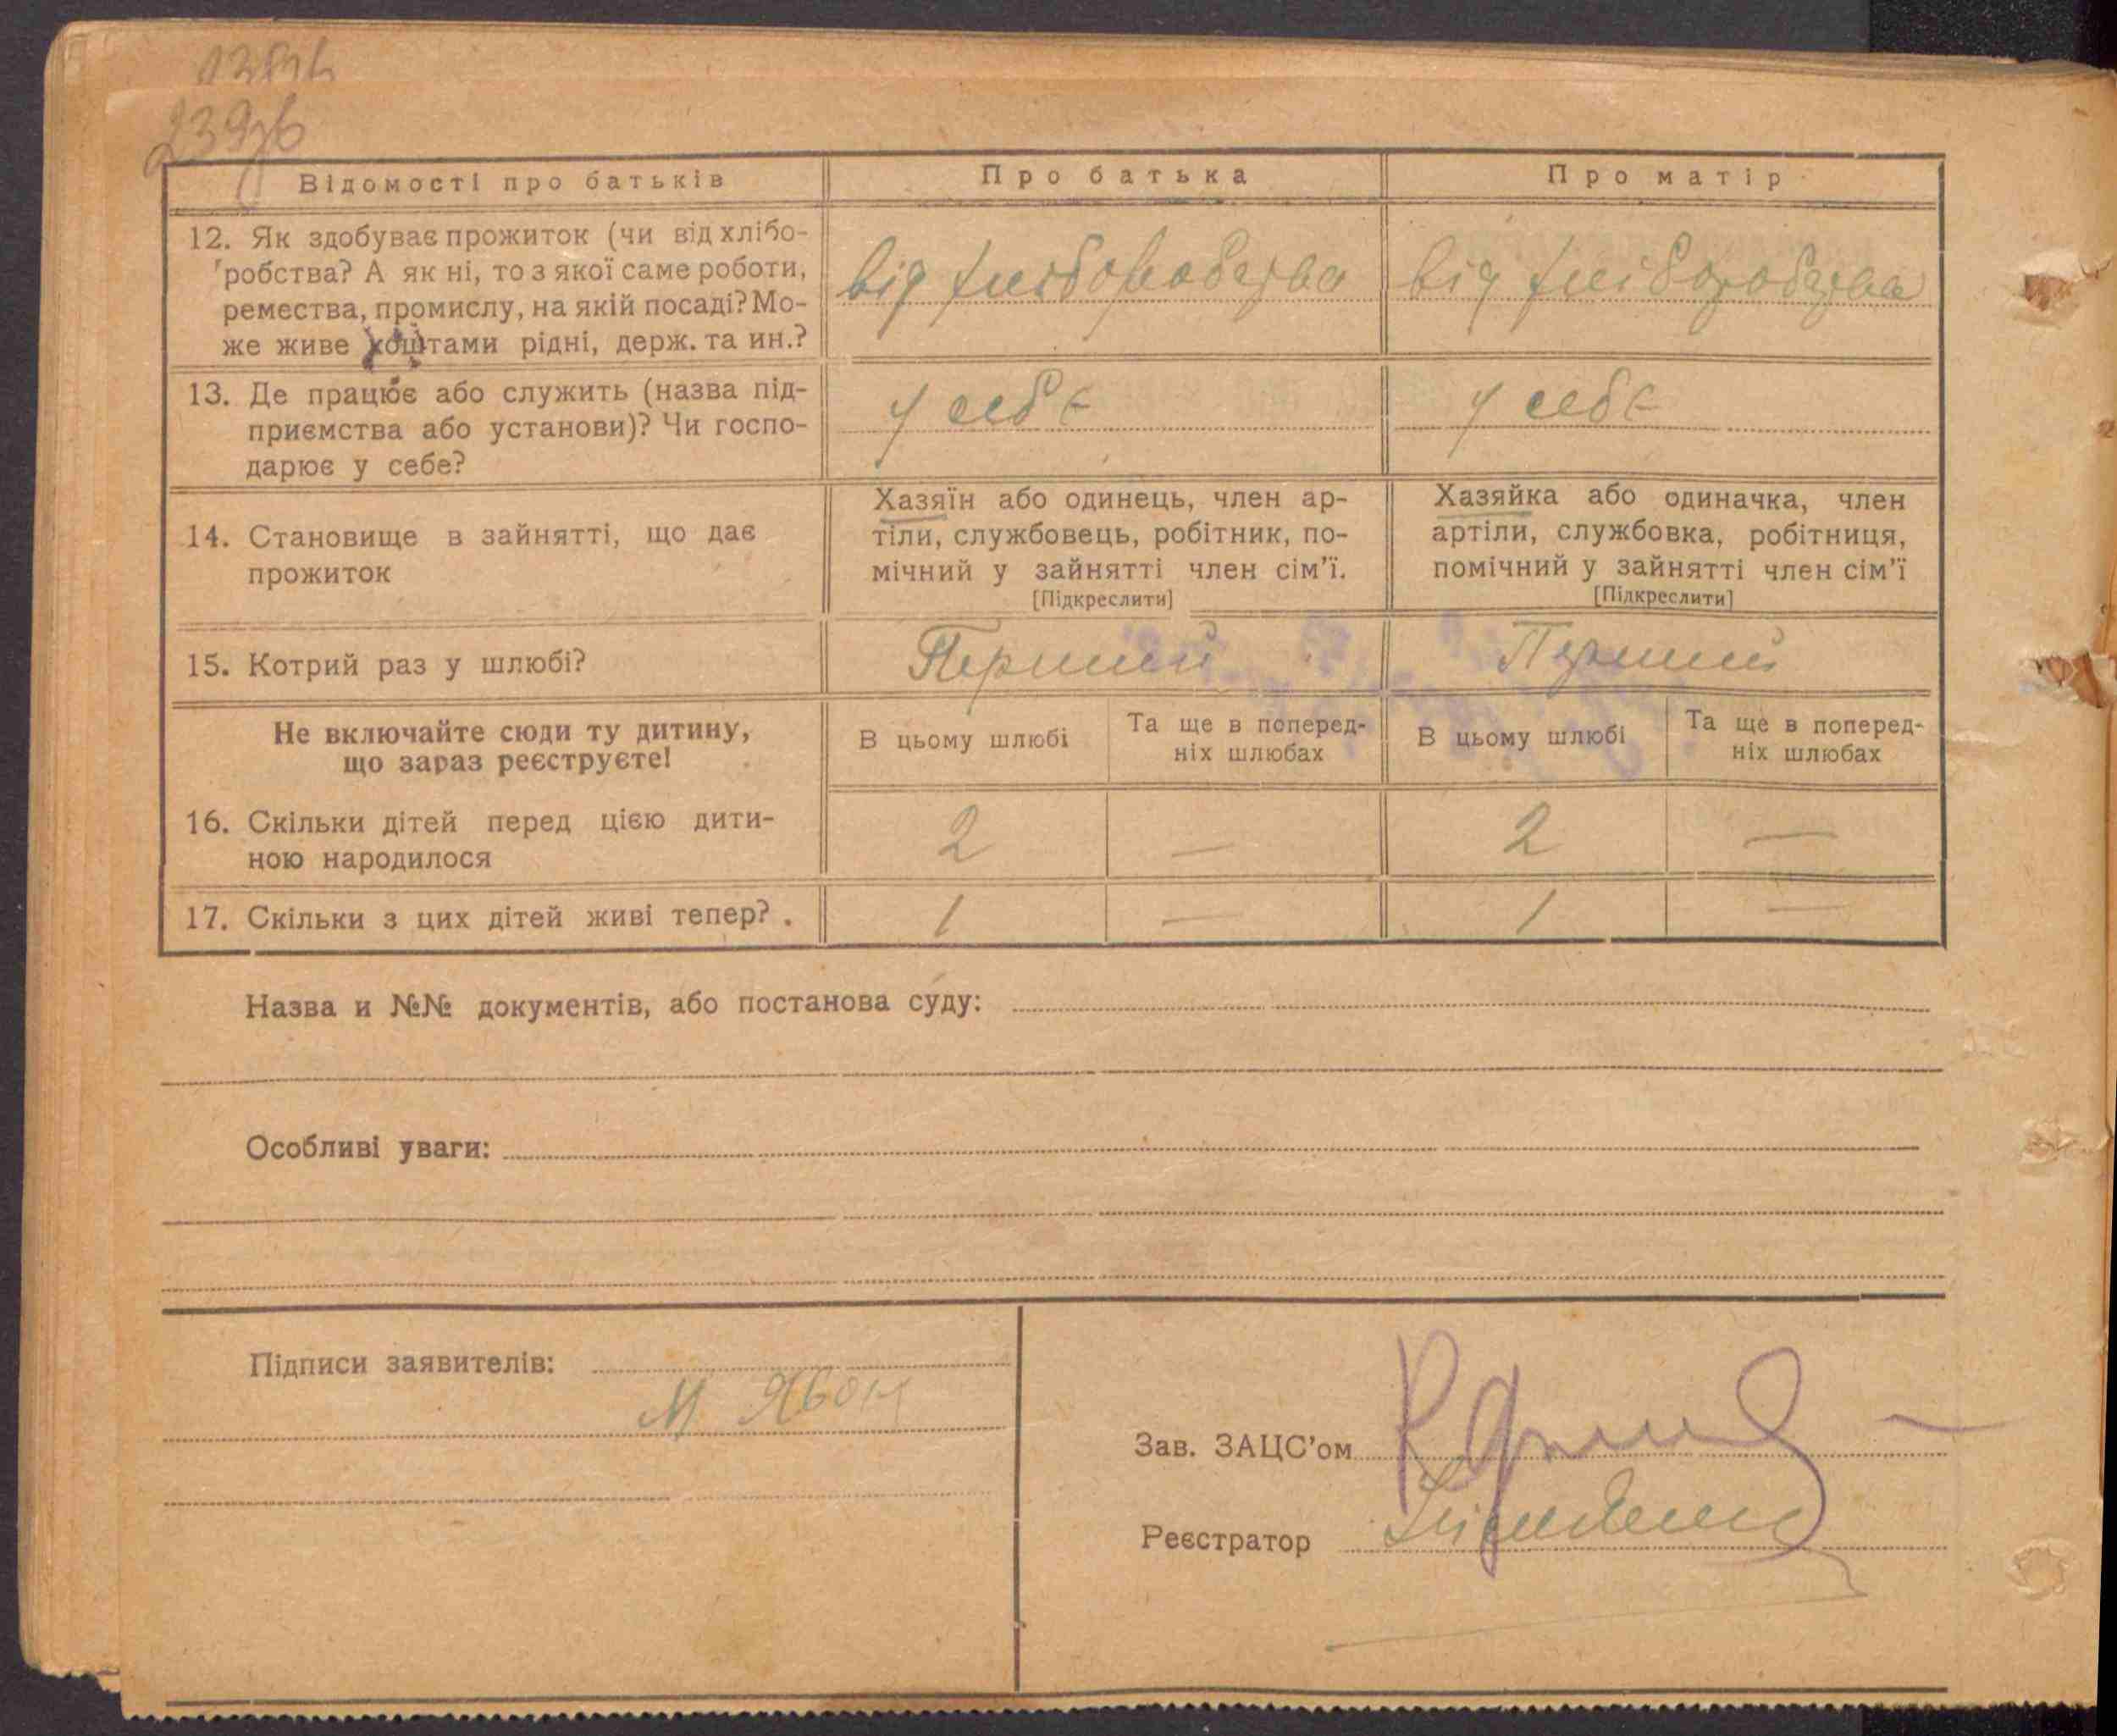 Відомості про батьків
Про батька
Про матір
12. Як здобуває прожиток (чи від хлібо-
робства? А як ні, то з якої саме роботи,
ремества, промислу, на якій посаді? Мо-
же живе коштами рідні, держ. та ин.?
від хліборобства
від хліборобства
13. Де працює або служить (назва під-
приємства або установи)? Чи госпо-
дарює у себе?
у себе
у себе
14. Становище в зайнятті, що дає
прожиток
Хазяїн або одинець, член ар-
тіли, службовець, робітник, по-
мічний у зайнятті член сім’ї.
[Підкреслити]
Хазяйка або одиначка, член
артіли, службовка, робітниця,
помічний у зайнятті член сім’ї
[Підкреслити]
15. Котрий раз у шлюбі?
Перший
Перший
Не включайте сюди ту дитину,
що зараз реєструєте!
В цьому шлюбі
Та ще в поперед-
ніх шлюбах
В цьому шлюбі
Та ще в поперед-
ніх шлюбах
16. Скільки дітей перед цією дити-
ною народилося
2 — 2 —
17. Скільки з цих дітей живі тепер? .
1 — 1 —
Назва и №№ документів, або постанова суду:
Особливі уваги:
Підписи заявителів:
Зав. ЗАЦС’ом
Реєстратор